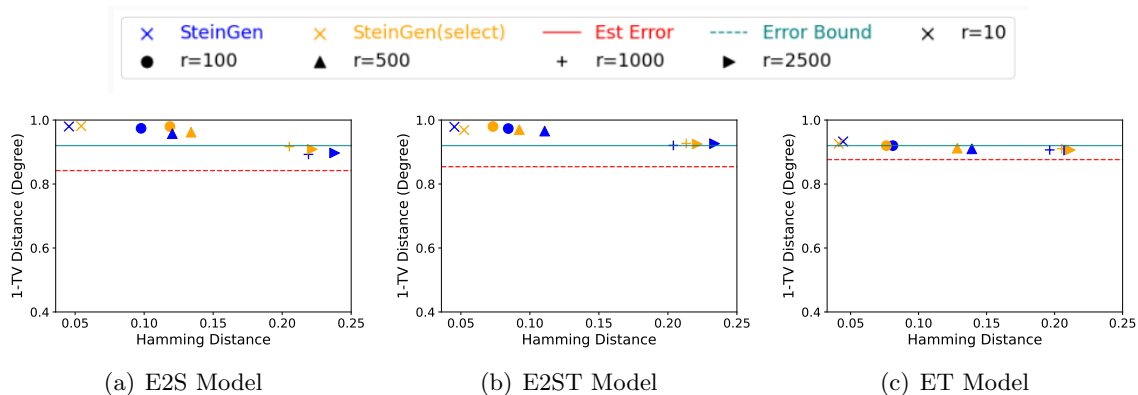 SteinGen SteinGen(select) Est Error Error Bound r=10
r=100 r=500 r=1000 r=2500
1-TV Distance (Degree)
1.0
0.8
0.6
0.4
0.05 0.10 0.15 0.20 0.25
Hamming Distance
(a) E2S Model
1-TV Distance (Degree)
1.0
0.8
0.6
0.4
0.05 0.10 0.15 0.20 0.25
Hamming Distance
(b) E2ST Model
1-TV Distance (Degree)
1.0
0.8
0.6
0.4
0.05 0.10 0.15 0.20 0.25
Hamming Distance
(c) ET Model